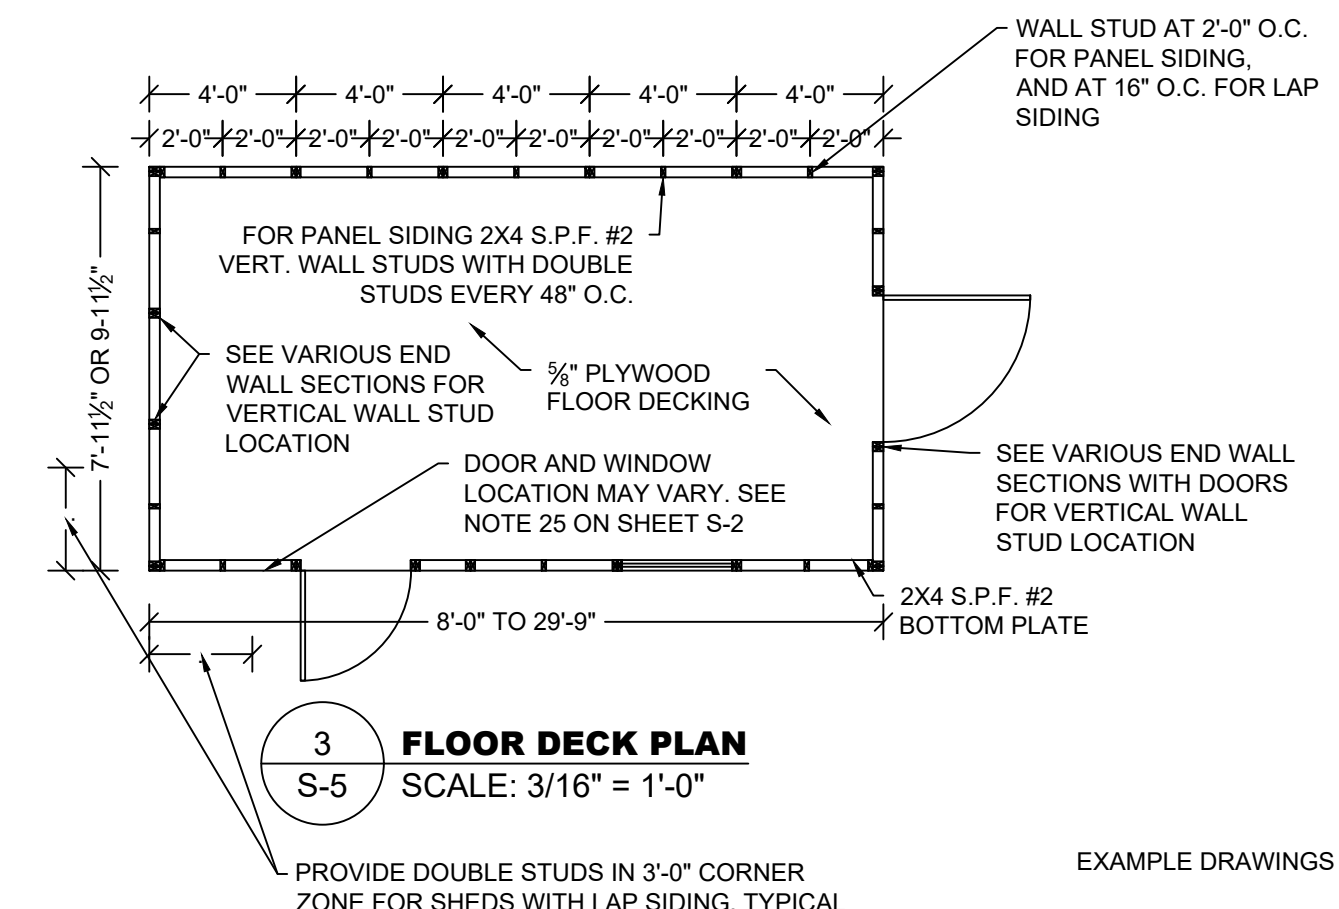 WALL STUD AT 2'-0" O.C.
FOR PANEL SIDING,
AND AT 16" O.C. FOR LAP
SIDING
4'-0" 4'-0" 4'-0" 4'-0" 4'-0"
2'-0" 2'-0" 2'-0" 2'-0" 2'-0" 2'-0" 2'-0" 2'-0" 2'-0" 2'-0"
7'-11½" OR 9-11½"
FOR PANEL SIDING 2X4 S.P.F. #2
VERT. WALL STUDS WITH DOUBLE
STUDS EVERY 48" O.C.
SEE VARIOUS END
WALL SECTIONS FOR
VERTICAL WALL STUD
LOCATION
⅝" PLYWOOD
FLOOR DECKING
DOOR AND WINDOW
LOCATION MAY VARY. SEE
NOTE 25 ON SHEET S-2
SEE VARIOUS END WALL
SECTIONS WITH DOORS
FOR VERTICAL WALL
STUD LOCATION
2X4 S.P.F. #2
BOTTOM PLATE
8'-0" TO 29'-9"
3
S-5
FLOOR DECK PLAN
SCALE: 3/16" = 1'-0"
PROVIDE DOUBLE STUDS IN 3'-0" CORNER
ZONE FOR SHEDS WITH LAP SIDING, TYPICAL
EXAMPLE DRAWINGS